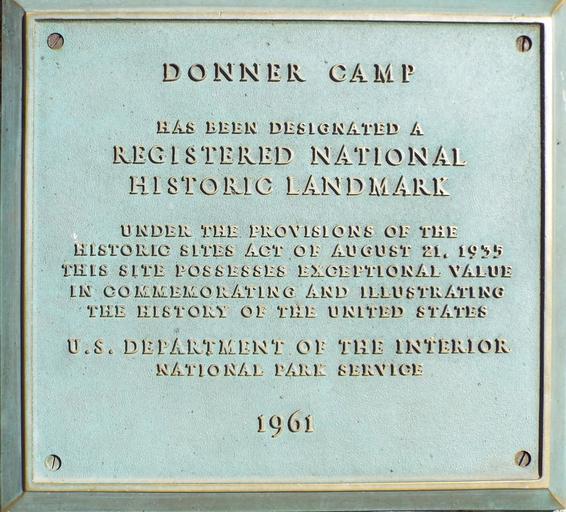 DONNER CAMP
HAS BEEN DESIGNATED A
REGISTERED NATIONAL
HISTORIC LANDMARK
UNDER THE PROVISIONS OF THE
HISTORIC SITES ACT OF AUGUST 21, 1935
THIS SITE POSSESSES EXCEPTIONAL VALUE
IN COMMEMORATING AND ILLUSTRATING
THE HISTORY OF THE UNITED STATES
U.S. DEPARTMENT OF THE INTERIOR
NATIONAL PARK SERVICE
1961